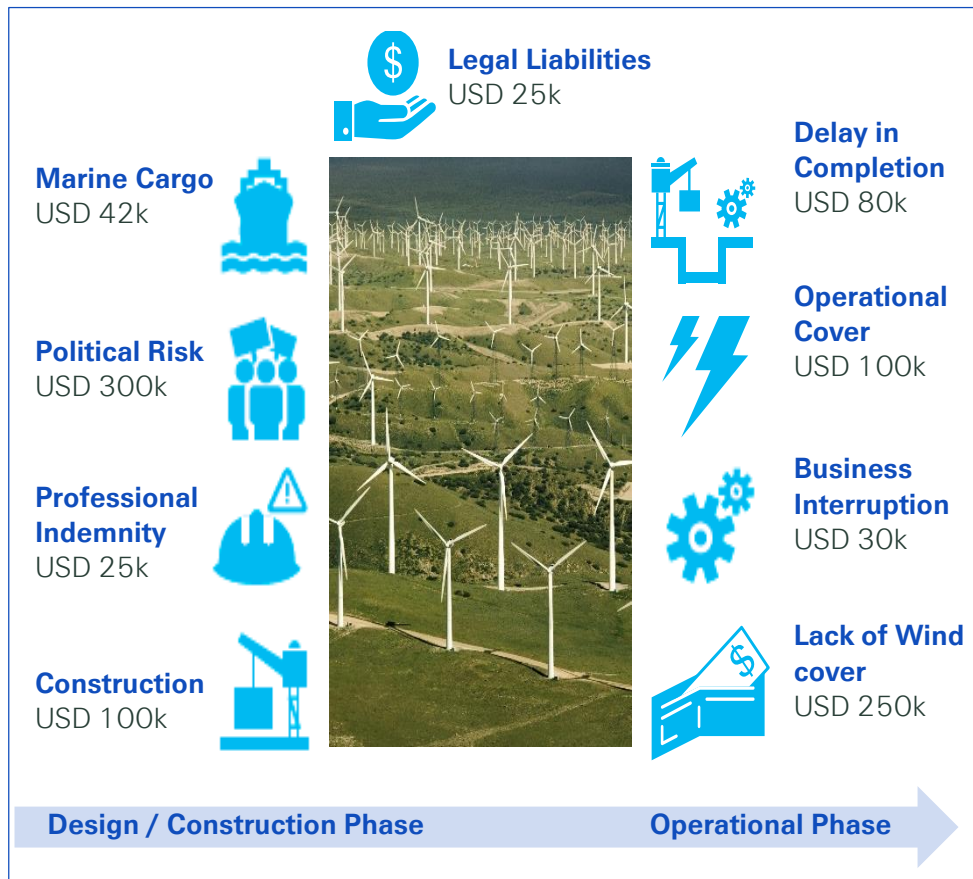 Legal Liabilities
USD 25k
Marine Cargo
USD 42k
Political Risk
USD 300k
Professional
Indemnity
USD 25k
Construction
USD 100k
Delay in
Completion
USD 80k
Operational
Cover
USD 100k
Business
Interruption
USD 30k
Lack of Wind
cover
USD 250k
Design / Construction Phase
Operational Phase